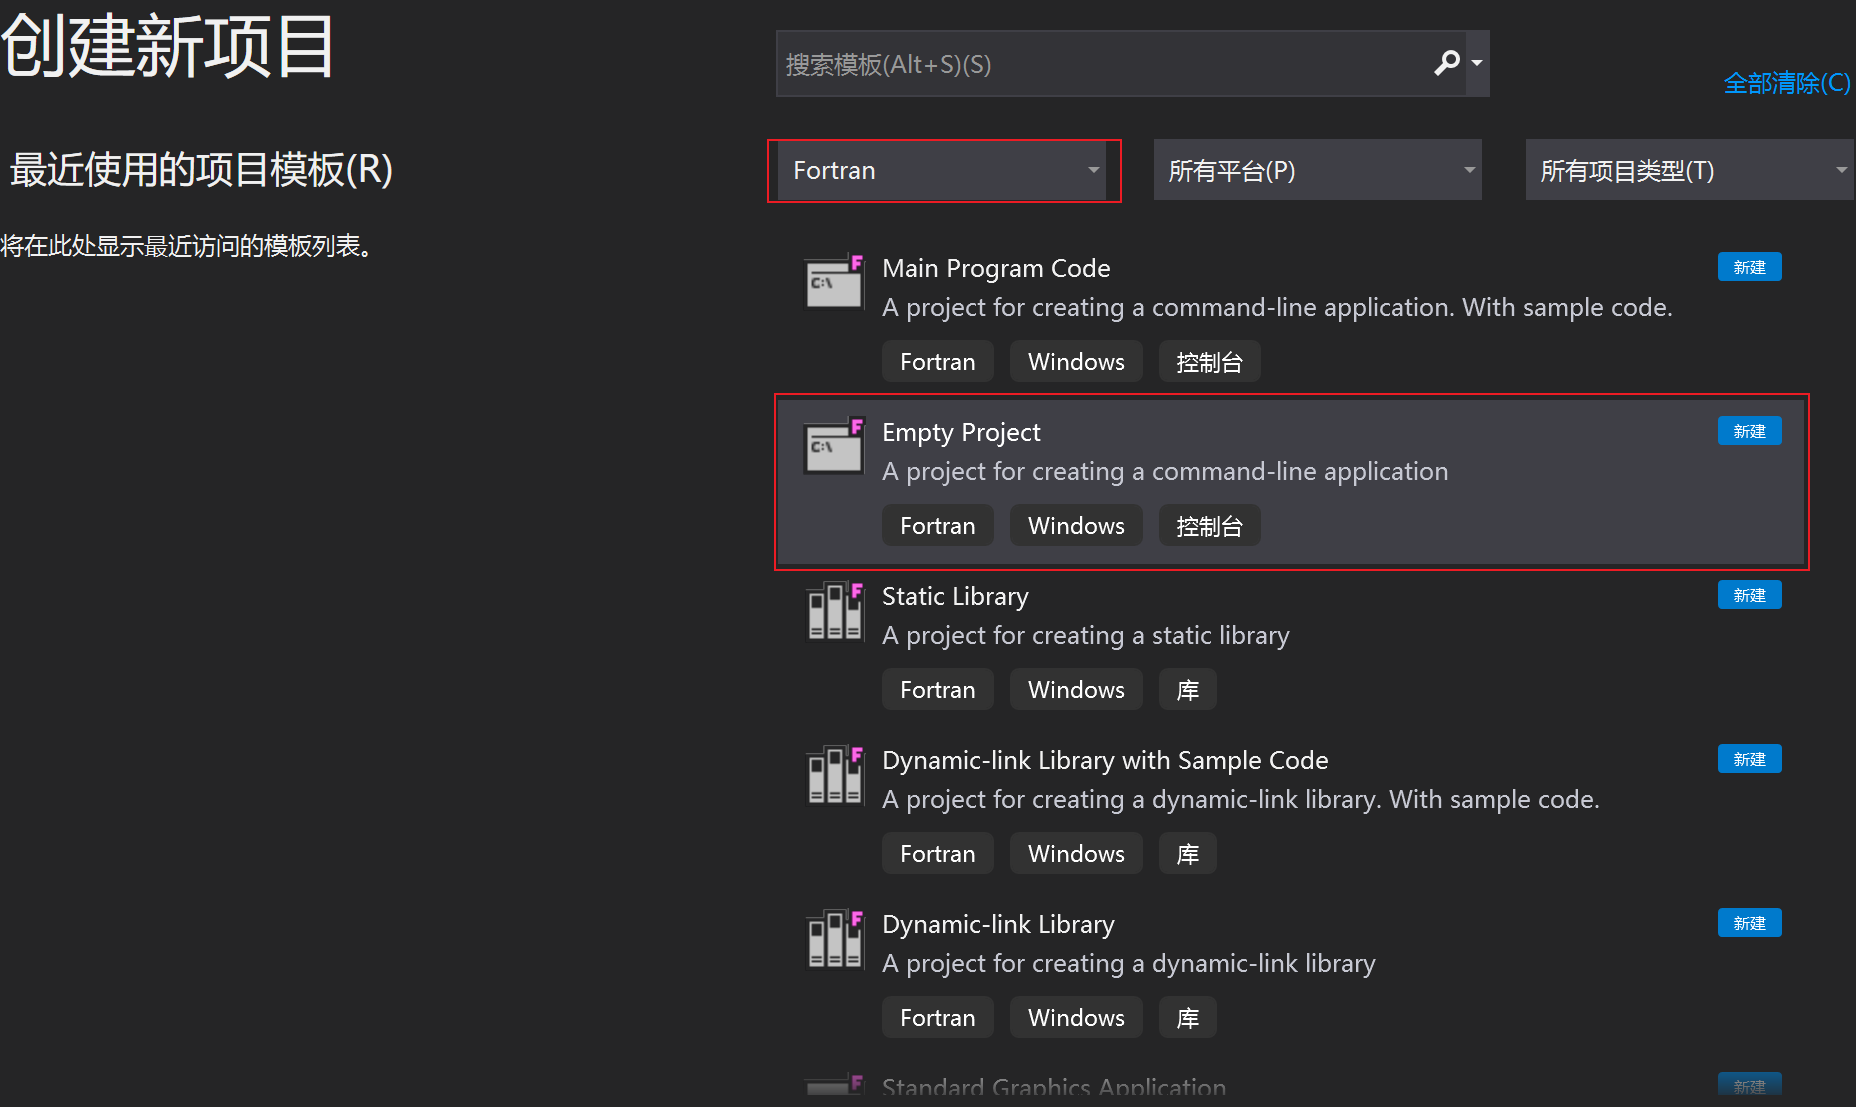 创建新项目
搜索模板(Alt+S)(S)
全部清除(C)
最近使用的项目模板(R)
Fortran
所有平台(P)
所有项目类型(T)
将在此处显示最近访问的模板列表。
Main Program Code
新建
A project for creating a command-line application. With sample code.
Fortran Windows 控制台
Empty Project
新建
A project for creating a command-line application
Fortran Windows 控制台
Static Library
新建
A project for creating a static library
Fortran Windows 库
Dynamic-link Library with Sample Code
新建
A project for creating a dynamic-link library. With sample code.
Fortran Windows 库
Dynamic-link Library
新建
A project for creating a dynamic-link library
Fortran Windows 库
Standard Graphics Application
新建